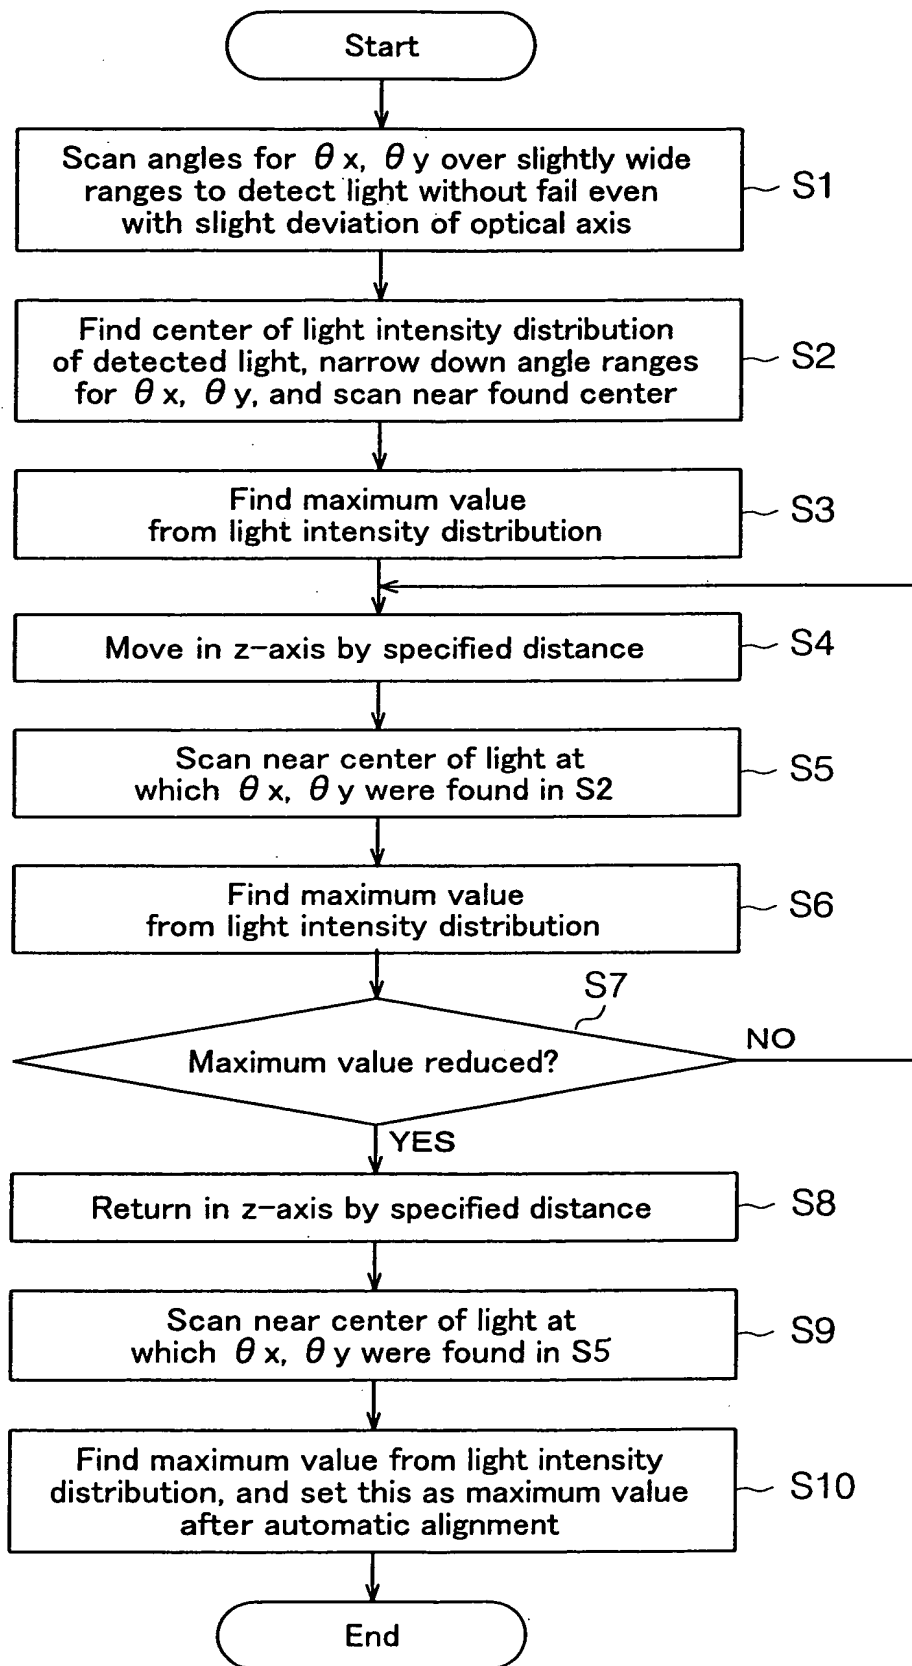 Start
Scan angles for θx, θy over slightly wide
ranges to detect light without fail even
with slight deviation of optical axis
S1
Find center of light intensity distribution
of detected light, narrow down angle ranges
for θx, θy, and scan near found center
S2
Find maximum value
from light intensity distribution
S3
Move in z-axis by specified distance
S4
Scan near center of light at
which θx, θy were found in S2
S5
Find maximum value
from light intensity distribution
S6
S7
Maximum value reduced?
NO
YES
Return in z-axis by specified distance
S8
Scan near center of light at
which θx, θy were found in S5
S9
Find maximum value from light intensity
distribution, and set this as maximum value
after automatic alignment
S10
End